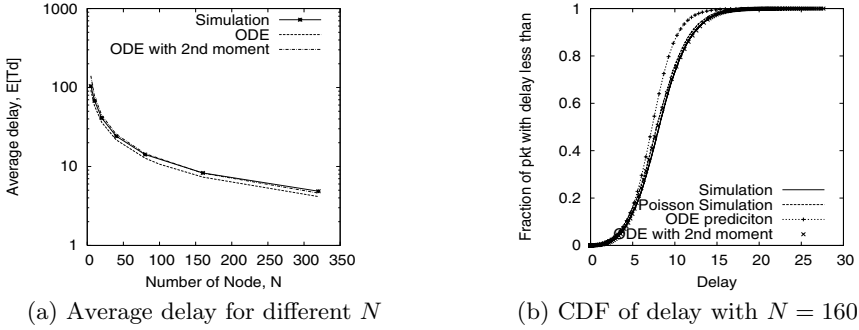 Average delay, E[Td]
1000
100
10
1
Simulation
ODE
ODE with 2nd moment
0 50 100 150 200 250 300 350
Number of Node, N
(a) Average delay for different N
Fraction of pkt with delay less than
1
0.8
0.6
0.4
0.2
0
Simulation
Poisson Simulation
ODE prediciton
ODE with 2nd moment
0 5 10 15 20 25 30
Delay
(b) CDF of delay with N = 160